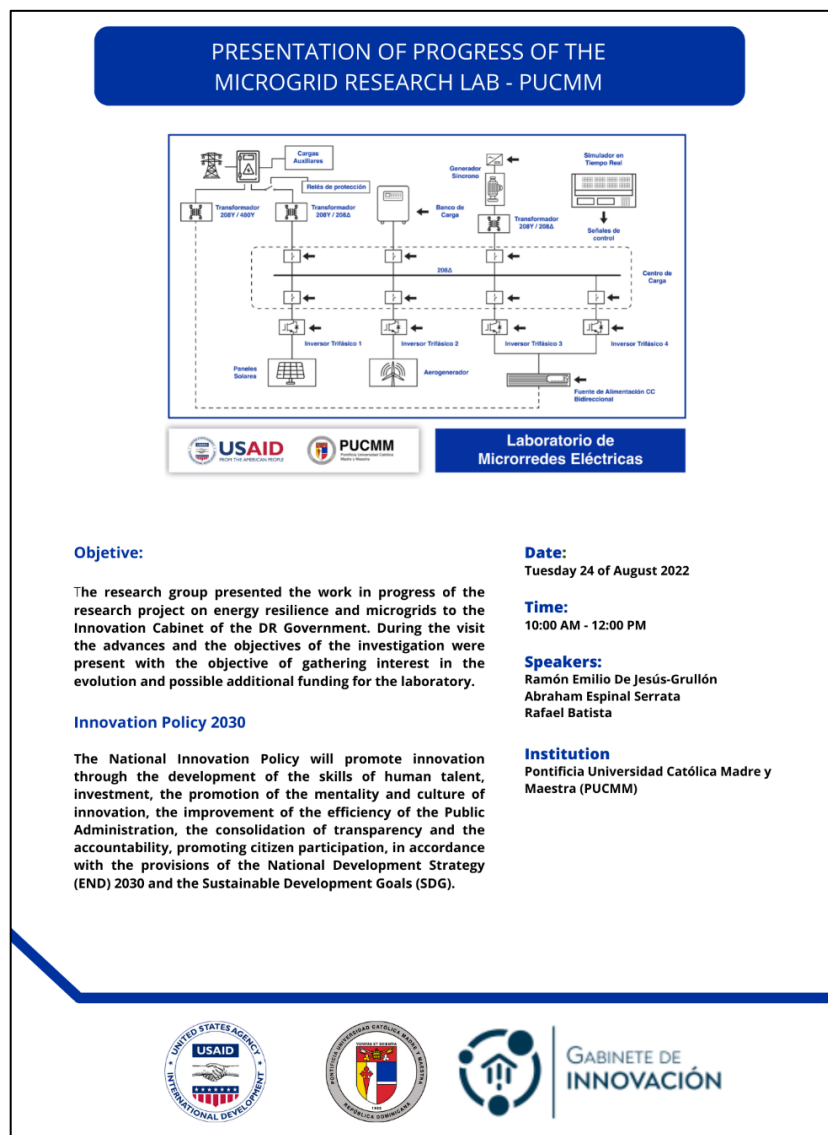 PRESENTATION OF PROGRESS OF THE
MICROGRID RESEARCH LAB - PUCMM
Cargas
Auxiliares
Relés de protección
Transformador
208Y / 480Y
Transformador
208Y / 208Δ
Banco de
Carga
Generador
Síncrono
Transformador
208Y / 208Δ
Simulador en
Tiempo Real
Señales de
control
208Δ
Centro de
Carga
Inversor Trifásico 1
Inversor Trifásico 2
Inversor Trifásico 3
Inversor Trifásico 4
Paneles
Solares
Aerogenerador
Fuente de Alimentación CC
Bidireccional
USAID
FROM THE AMERICAN PEOPLE
PUCMM
Pontificia Universidad Católica
Madre y Maestra
Laboratorio de
Microrredes Eléctricas
Objetive:
The research group presented the work in progress of the
research project on energy resilience and microgrids to the
Innovation Cabinet of the DR Government. During the visit
the advances and the objectives of the investigation were
present with the objective of gathering interest in the
evolution and possible additional funding for the laboratory.
Innovation Policy 2030
The National Innovation Policy will promote innovation
through the development of the skills of human talent,
investment, the promotion of the mentality and culture of
innovation, the improvement of the efficiency of the Public
Administration, the consolidation of transparency and the
accountability, promoting citizen participation, in accordance
with the provisions of the National Development Strategy
(END) 2030 and the Sustainable Development Goals (SDG).
Date:
Tuesday 24 of August 2022
Time:
10:00 AM - 12:00 PM
Speakers:
Ramón Emilio De Jesús-Grullón
Abraham Espinal Serrata
Rafael Batista
Institution
Pontificia Universidad Católica Madre y
Maestra (PUCMM)
UNITED STATES AGENCY
USAID
INTERNATIONAL DEVELOPMENT
PONTIFICIA UNIVERSIDAD CATÓLICA MADRE Y MAESTRA
REPÚBLICA DOMINICANA
GABINETE DE
INNOVACIÓN